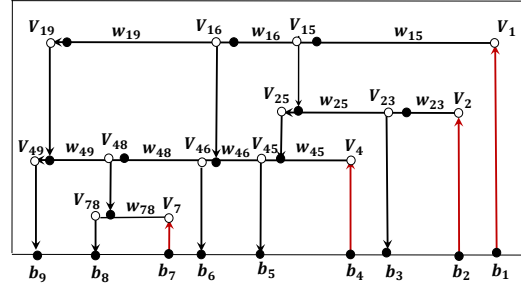 V₁₉ w₁₉ V₁₆ w₁₆ V₁₅ w₁₅ V₁
V₂₅ w₂₅ V₂₃ w₂₃ V₂
V₄₉ w₄₉ V₄₈ w₄₈ V₄₆ w₄₆ V₄₅ w₄₅ V₄
V₇₈ w₇₈ V₇
b₉ b₈ b₇ b₆ b₅ b₄ b₃ b₂ b₁